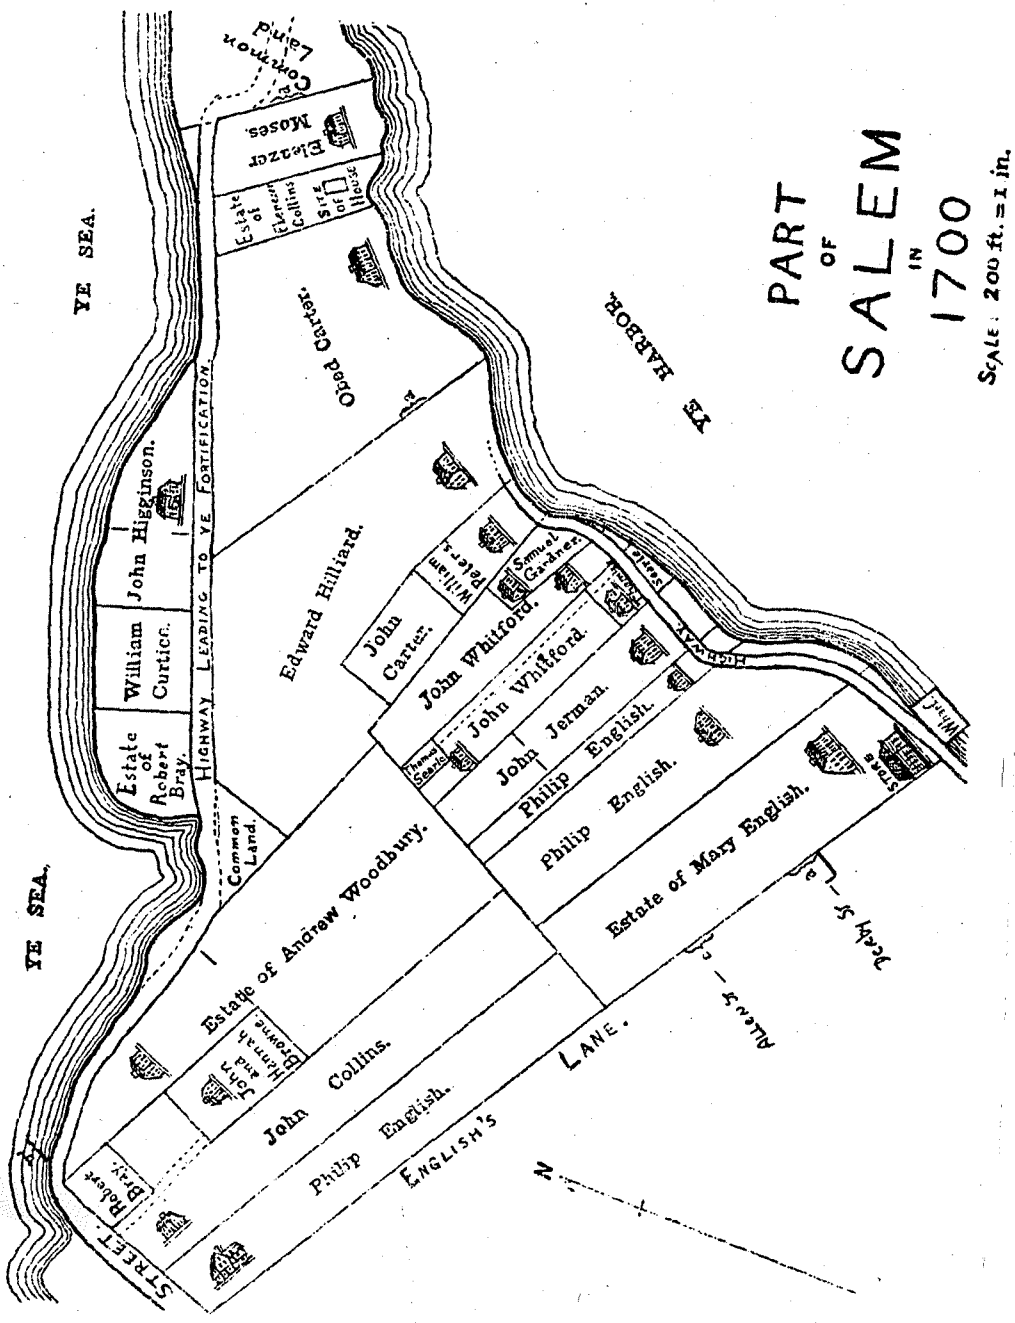 PART
OF
SALEM
IN
1700
SCALE: 200 ft. = 1 in.
YE SEA.
YE SEA.
YE HARBOR.
Common
Land
Eleazer
Moses.
Estate
of
Ebenezer
Collins
SITE
OF
HOUSE
Obed Carter.
HIGHWAY LEADING TO YE FORTIFICATION.
John Higginson.
William
Curtice.
Estate
of
Robert
Bray.
Common
Land.
Edward Hilliard.
William
Peters.
John
Carter.
Samuel
Gardner.
John Whitford.
John Whitford.
Thomas
Searle
Thomas
Searle
HIGHWAY
HIGHWAY
John Jerman.
Philip English.
Philip English.
Estate of Mary English.
STORE
Wharf
Estate of Andrew Woodbury.
John
and
Hannah
Browne.
John Collins.
Philip English.
Robert
Bray.
STREET.
ENGLISH'S LANE.
ALLEN ST
DERBY ST
N